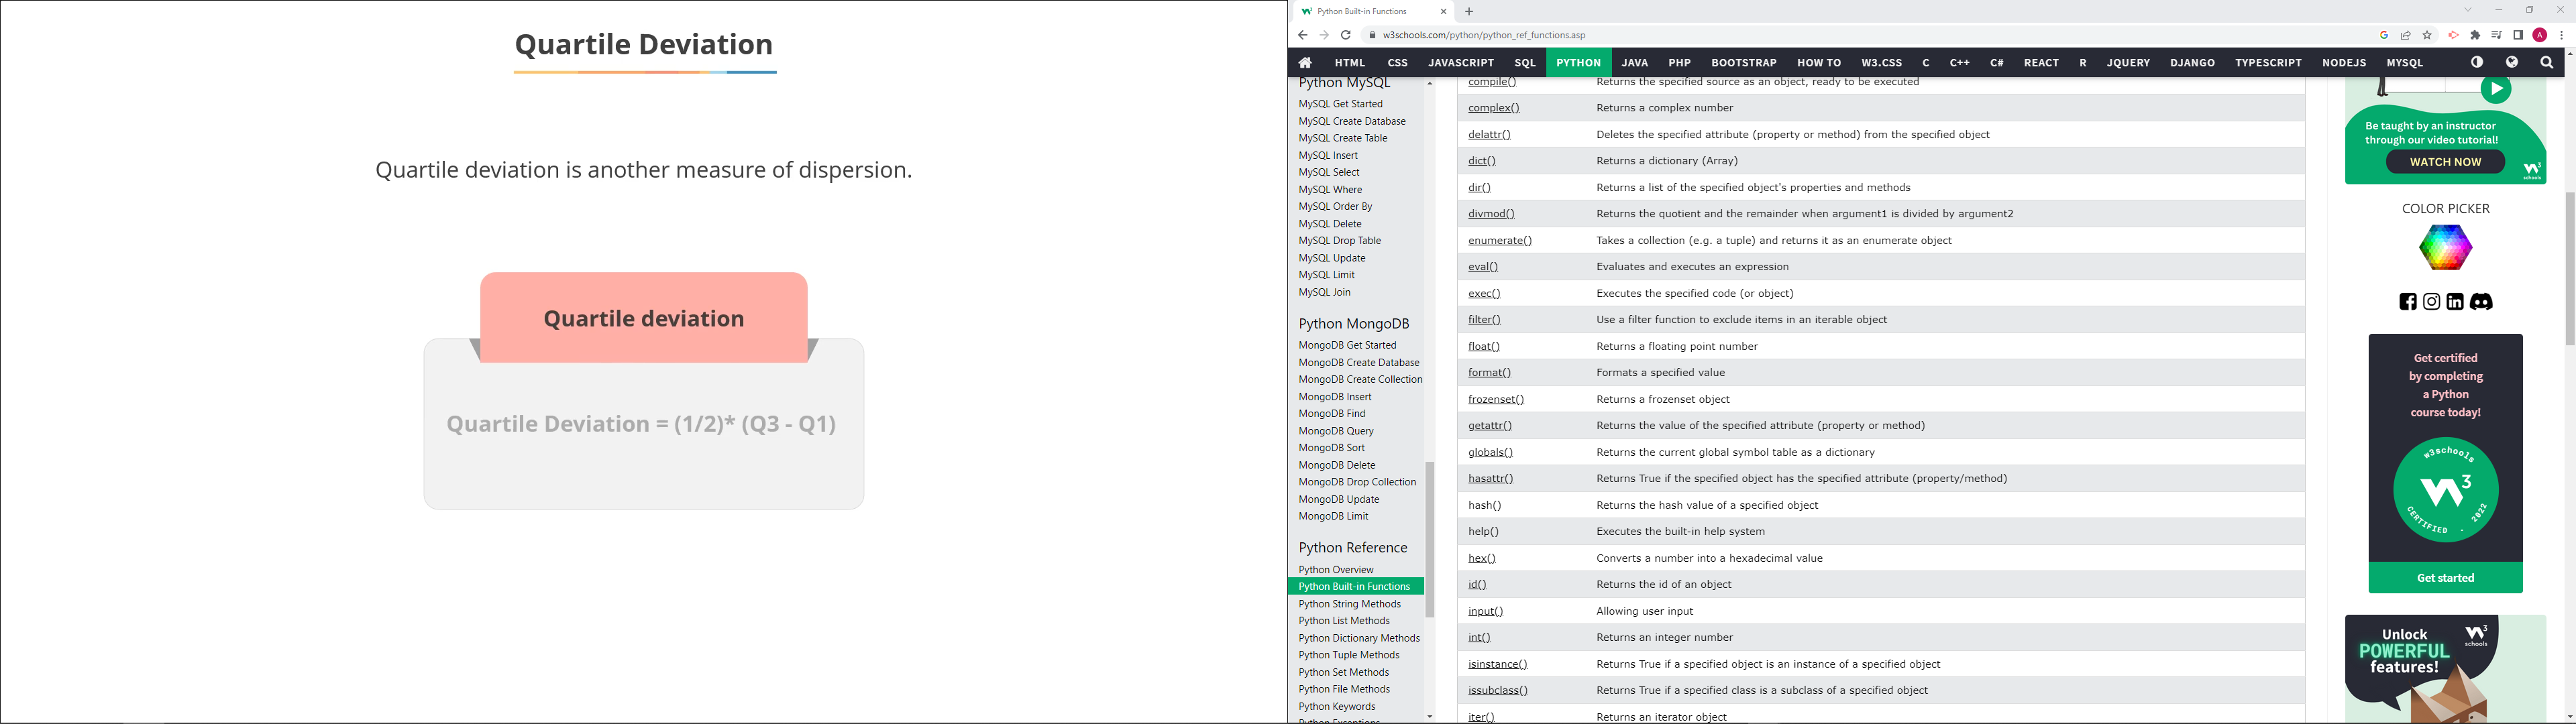 Quartile Deviation
Quartile deviation is another measure of dispersion.
Quartile deviation
Quartile Deviation = (1/2)* (Q3 - Q1)
Python Built-in Functions
w3schools.com/python/python_ref_functions.asp
A
HTML CSS JAVASCRIPT SQL PYTHON JAVA PHP BOOTSTRAP HOW TO W3.CSS C C++ C# REACT R JQUERY DJANGO TYPESCRIPT NODEJS MYSQL
Python MySQL
MySQL Get Started
MySQL Create Database
MySQL Create Table
MySQL Insert
MySQL Select
MySQL Where
MySQL Order By
MySQL Delete
MySQL Drop Table
MySQL Update
MySQL Limit
MySQL Join
Python MongoDB
MongoDB Get Started
MongoDB Create Database
MongoDB Create Collection
MongoDB Insert
MongoDB Find
MongoDB Query
MongoDB Sort
MongoDB Delete
MongoDB Drop Collection
MongoDB Update
MongoDB Limit
Python Reference
Python Overview
Python Built-in Functions
Python String Methods
Python List Methods
Python Dictionary Methods
Python Tuple Methods
Python Set Methods
Python File Methods
Python Keywords
Python Exceptions
compile() Returns the specified source as an object, ready to be executed
complex() Returns a complex number
delattr() Deletes the specified attribute (property or method) from the specified object
dict() Returns a dictionary (Array)
dir() Returns a list of the specified object's properties and methods
divmod() Returns the quotient and the remainder when argument1 is divided by argument2
enumerate() Takes a collection (e.g. a tuple) and returns it as an enumerate object
eval() Evaluates and executes an expression
exec() Executes the specified code (or object)
filter() Use a filter function to exclude items in an iterable object
float() Returns a floating point number
format() Formats a specified value
frozenset() Returns a frozenset object
getattr() Returns the value of the specified attribute (property or method)
globals() Returns the current global symbol table as a dictionary
hasattr() Returns True if the specified object has the specified attribute (property/method)
hash() Returns the hash value of a specified object
help() Executes the built-in help system
hex() Converts a number into a hexadecimal value
id() Returns the id of an object
input() Allowing user input
int() Returns an integer number
isinstance() Returns True if a specified object is an instance of a specified object
issubclass() Returns True if a specified class is a subclass of a specified object
iter() Returns an iterator object
Be taught by an instructor
through our video tutorial!
WATCH NOW
schools
COLOR PICKER
Get certified
by completing
a Python
course today!
w3schools
3
CERTIFIED . 2022
Get started
Unlock
POWERFUL
features!
3
schools